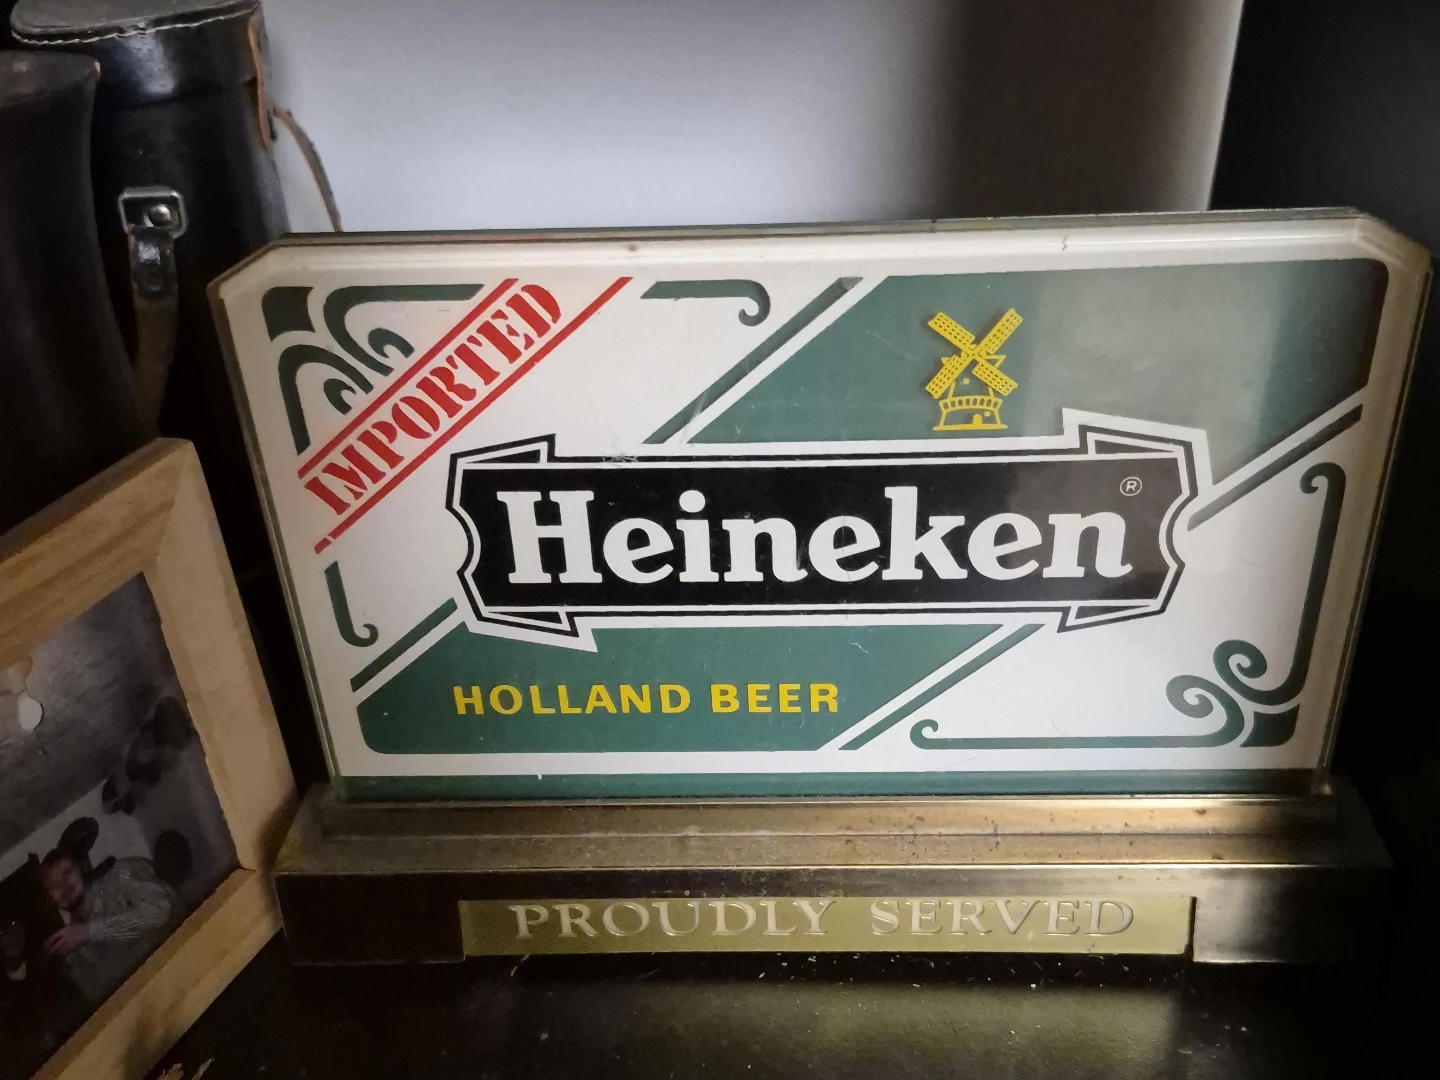 IMPORTED
Heineken ®
HOLLAND BEER
PROUDLY SERVED